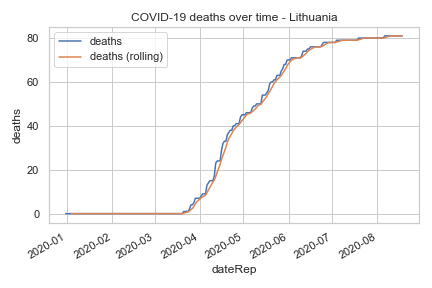 COVID-19 deaths over time - Lithuania
deaths
deaths (rolling)
80
60
40
20
0
deaths
2020-01
2020-02
2020-03
2020-04
2020-05
2020-06
2020-07
2020-08
dateRep